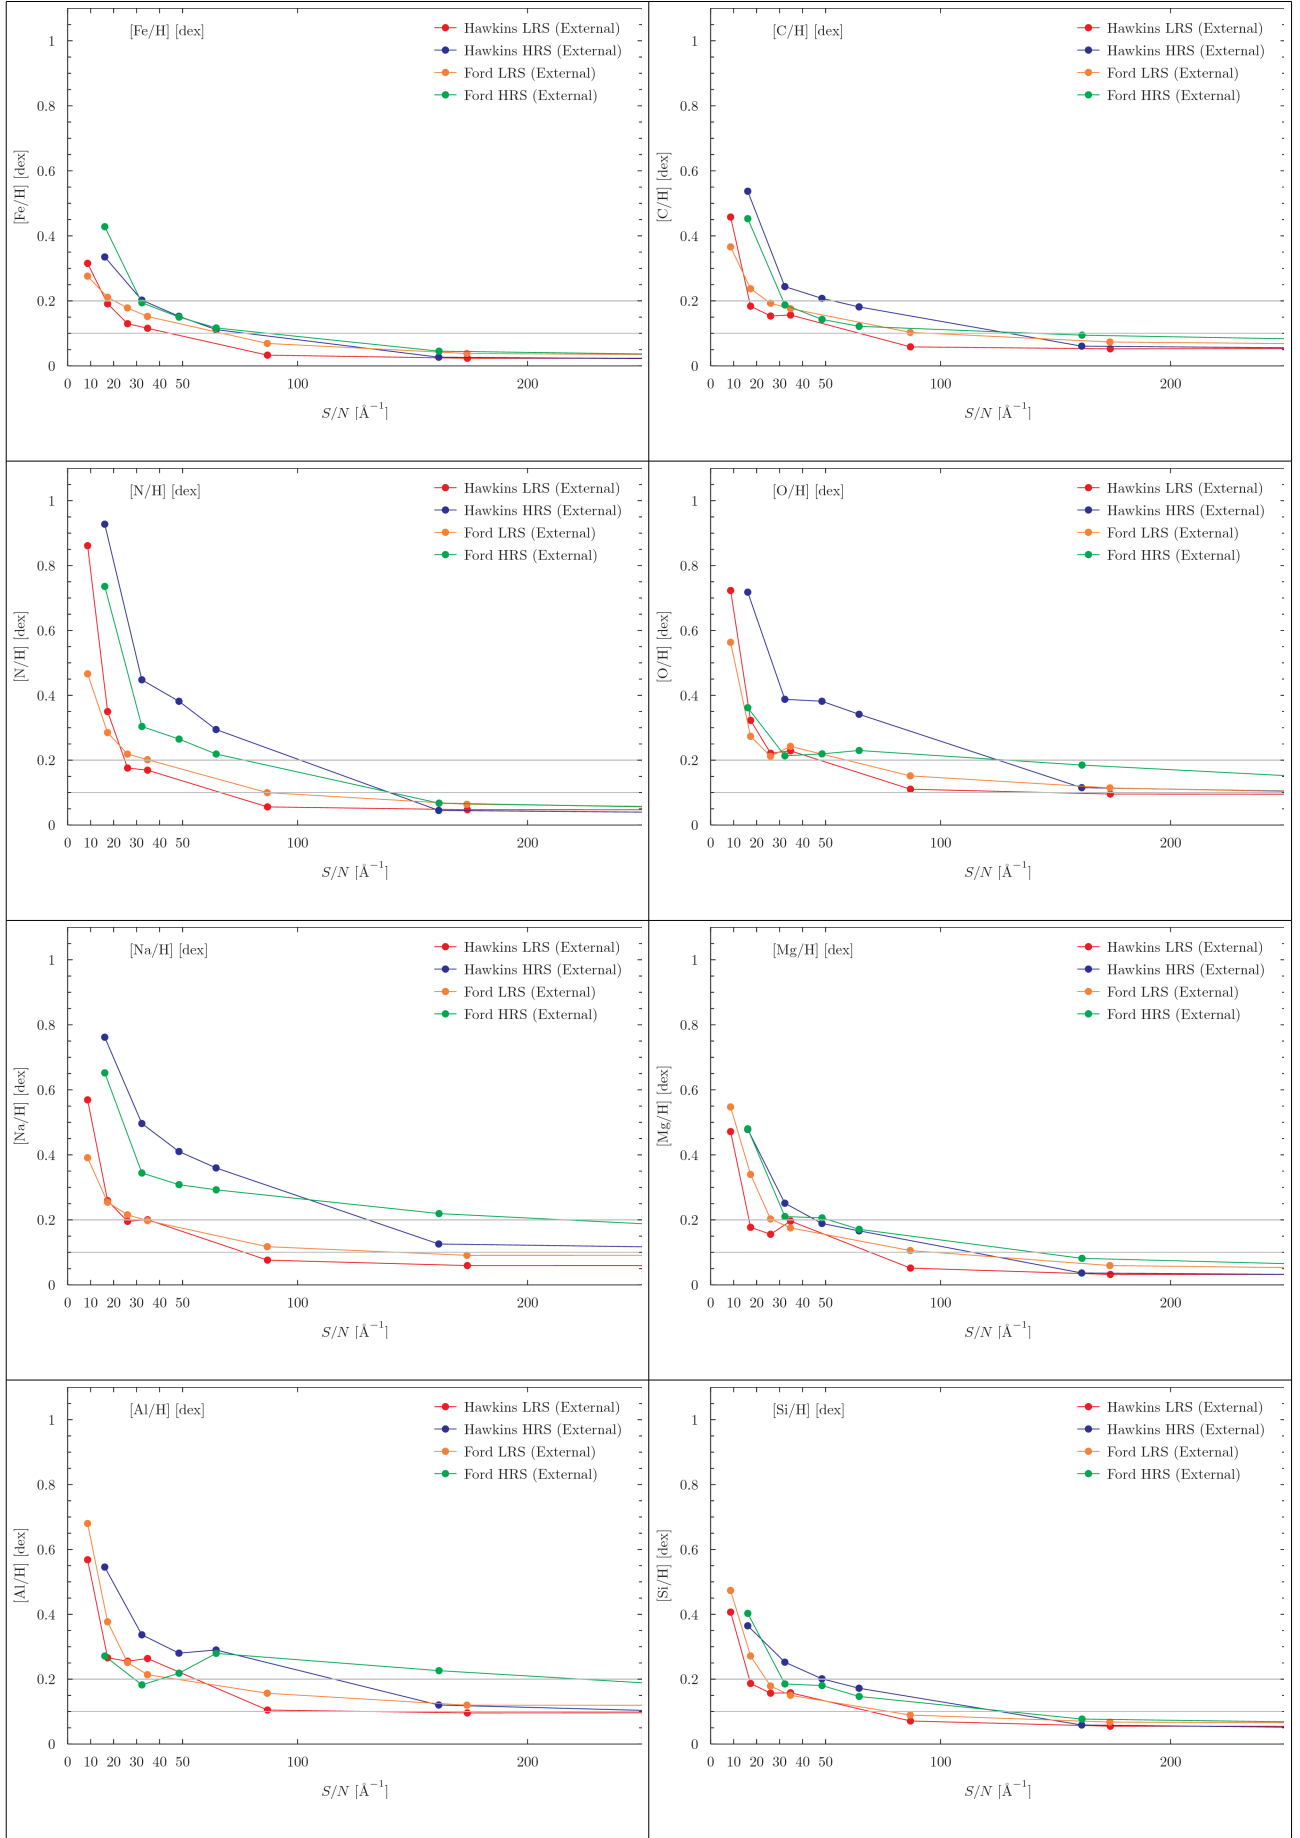 [Fe/H] [dex]
Hawkins LRS (External)
Hawkins HRS (External)
Ford LRS (External)
Ford HRS (External)
1
0.8
0.6
0.4
0.2
0
[Fe/H] [dex]
0 10 20 30 40 50 100 200
S/N [Å−1]
[C/H] [dex]
Hawkins LRS (External)
Hawkins HRS (External)
Ford LRS (External)
Ford HRS (External)
1
0.8
0.6
0.4
0.2
0
[C/H] [dex]
0 10 20 30 40 50 100 200
S/N [Å−1]
[N/H] [dex]
Hawkins LRS (External)
Hawkins HRS (External)
Ford LRS (External)
Ford HRS (External)
1
0.8
0.6
0.4
0.2
0
[N/H] [dex]
0 10 20 30 40 50 100 200
S/N [Å−1]
[O/H] [dex]
Hawkins LRS (External)
Hawkins HRS (External)
Ford LRS (External)
Ford HRS (External)
1
0.8
0.6
0.4
0.2
0
[O/H] [dex]
0 10 20 30 40 50 100 200
S/N [Å−1]
[Na/H] [dex]
Hawkins LRS (External)
Hawkins HRS (External)
Ford LRS (External)
Ford HRS (External)
1
0.8
0.6
0.4
0.2
0
[Na/H] [dex]
0 10 20 30 40 50 100 200
S/N [Å−1]
[Mg/H] [dex]
Hawkins LRS (External)
Hawkins HRS (External)
Ford LRS (External)
Ford HRS (External)
1
0.8
0.6
0.4
0.2
0
[Mg/H] [dex]
0 10 20 30 40 50 100 200
S/N [Å−1]
[Al/H] [dex]
Hawkins LRS (External)
Hawkins HRS (External)
Ford LRS (External)
Ford HRS (External)
1
0.8
0.6
0.4
0.2
0
[Al/H] [dex]
0 10 20 30 40 50 100 200
S/N [Å−1]
[Si/H] [dex]
Hawkins LRS (External)
Hawkins HRS (External)
Ford LRS (External)
Ford HRS (External)
1
0.8
0.6
0.4
0.2
0
[Si/H] [dex]
0 10 20 30 40 50 100 200
S/N [Å−1]